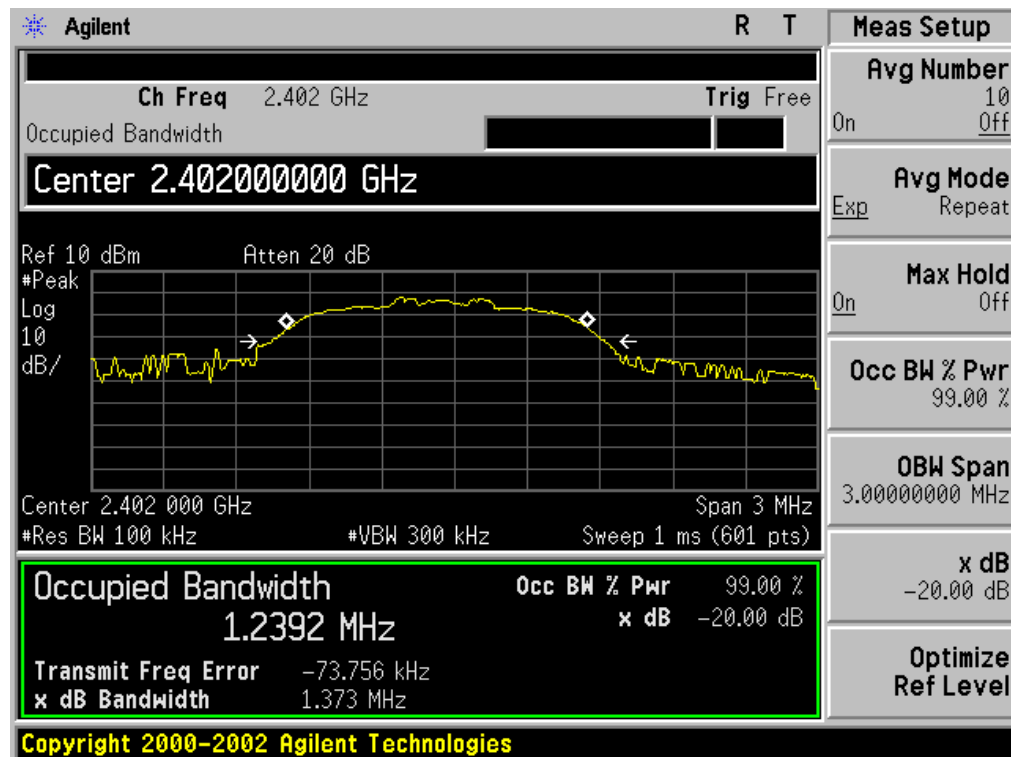 Agilent R T
Ch Freq 2.402 GHz Trig Free
Occupied Bandwidth
Center 2.402000000 GHz
Ref 10 dBm Atten 20 dB
#Peak
Log
10
dB/
Center 2.402 000 GHz Span 3 MHz
#Res BW 100 kHz #VBW 300 kHz Sweep 1 ms (601 pts)
Occupied Bandwidth Occ BW % Pwr 99.00 %
1.2392 MHz x dB -20.00 dB
Transmit Freq Error -73.756 kHz
x dB Bandwidth 1.373 MHz
Copyright 2000-2002 Agilent Technologies
Meas Setup
Avg Number
10
On Off
Avg Mode
Exp Repeat
Max Hold
On Off
Occ BW % Pwr
99.00 %
OBW Span
3.00000000 MHz
x dB
-20.00 dB
Optimize
Ref Level